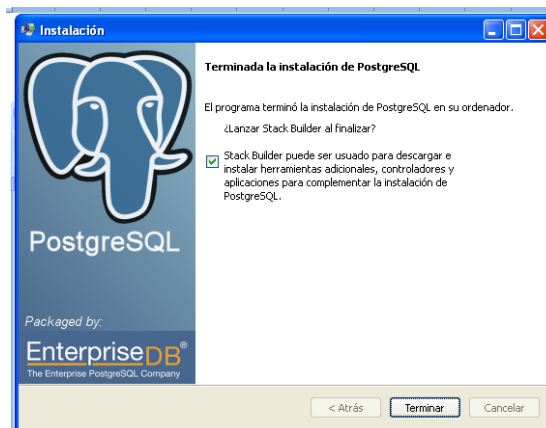 Instalación
Terminada la instalación de PostgreSQL
El programa terminó la instalación de PostgreSQL en su ordenador.
¿Lanzar Stack Builder al finalizar?
Stack Builder puede ser usado para descargar e
instalar herramientas adicionales, controladores y
aplicaciones para complementar la instalación de
PostgreSQL.
PostgreSQL
Packaged by:
EnterpriseDB®
The Enterprise PostgreSQL Company
< Atrás
Terminar
Cancelar